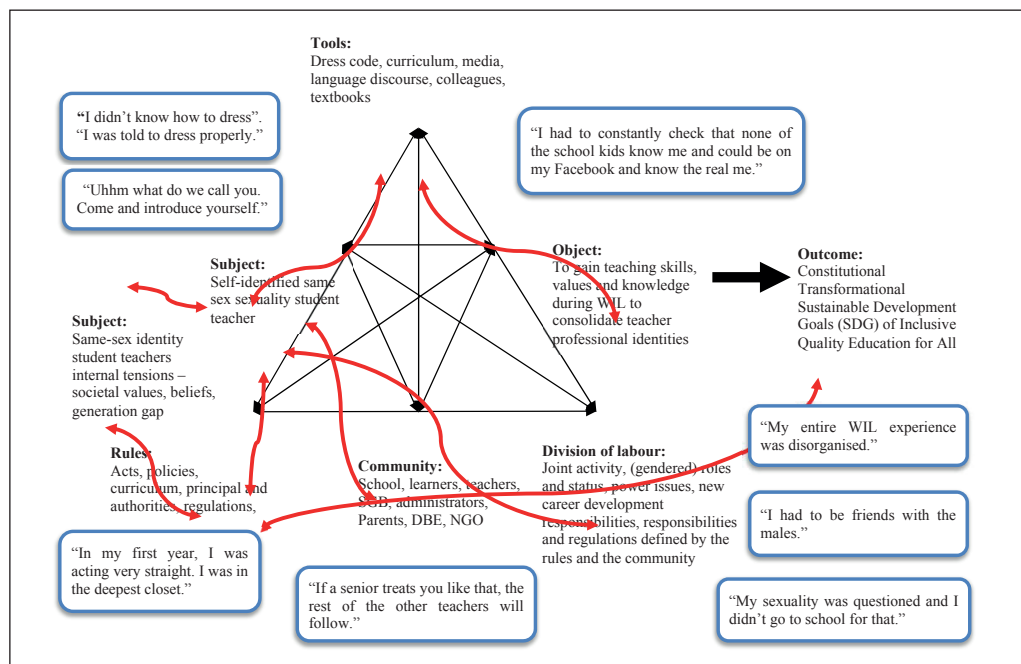 Tools:
Dress code, curriculum, media,
language discourse, colleagues,
textbooks
“I didn’t know how to dress”.
“I was told to dress properly.”
“I had to constantly check that none of
the school kids know me and could be on
my Facebook and know the real me.”
“Uhhm what do we call you.
Come and introduce yourself.”
Subject:
Self-identified same
sex sexuality student
teacher
Object:
To gain teaching skills,
values and knowledge
during WIL to
consolidate teacher
professional identities
Outcome:
Constitutional
Transformational
Sustainable Development
Goals (SDG) of Inclusive
Quality Education for All
Subject:
Same-sex identity
student teachers
internal tensions –
societal values, beliefs,
generation gap
Rules:
Acts, policies,
curriculum, principal and
authorities, regulations,
Community:
School, learners, teachers,
SGB, administrators,
Parents, DBE, NGO
Division of labour:
Joint activity, (gendered) roles
and status, power issues, new
career development
responsibilities, responsibilities
and regulations defined by the
rules and the community
“My entire WIL experience
was disorganised.”
“I had to be friends with the
males.”
“In my first year, I was
acting very straight. I was in
the deepest closet.”
“If a senior treats you like that, the
rest of the other teachers will
follow.”
“My sexuality was questioned and I
didn’t go to school for that.”